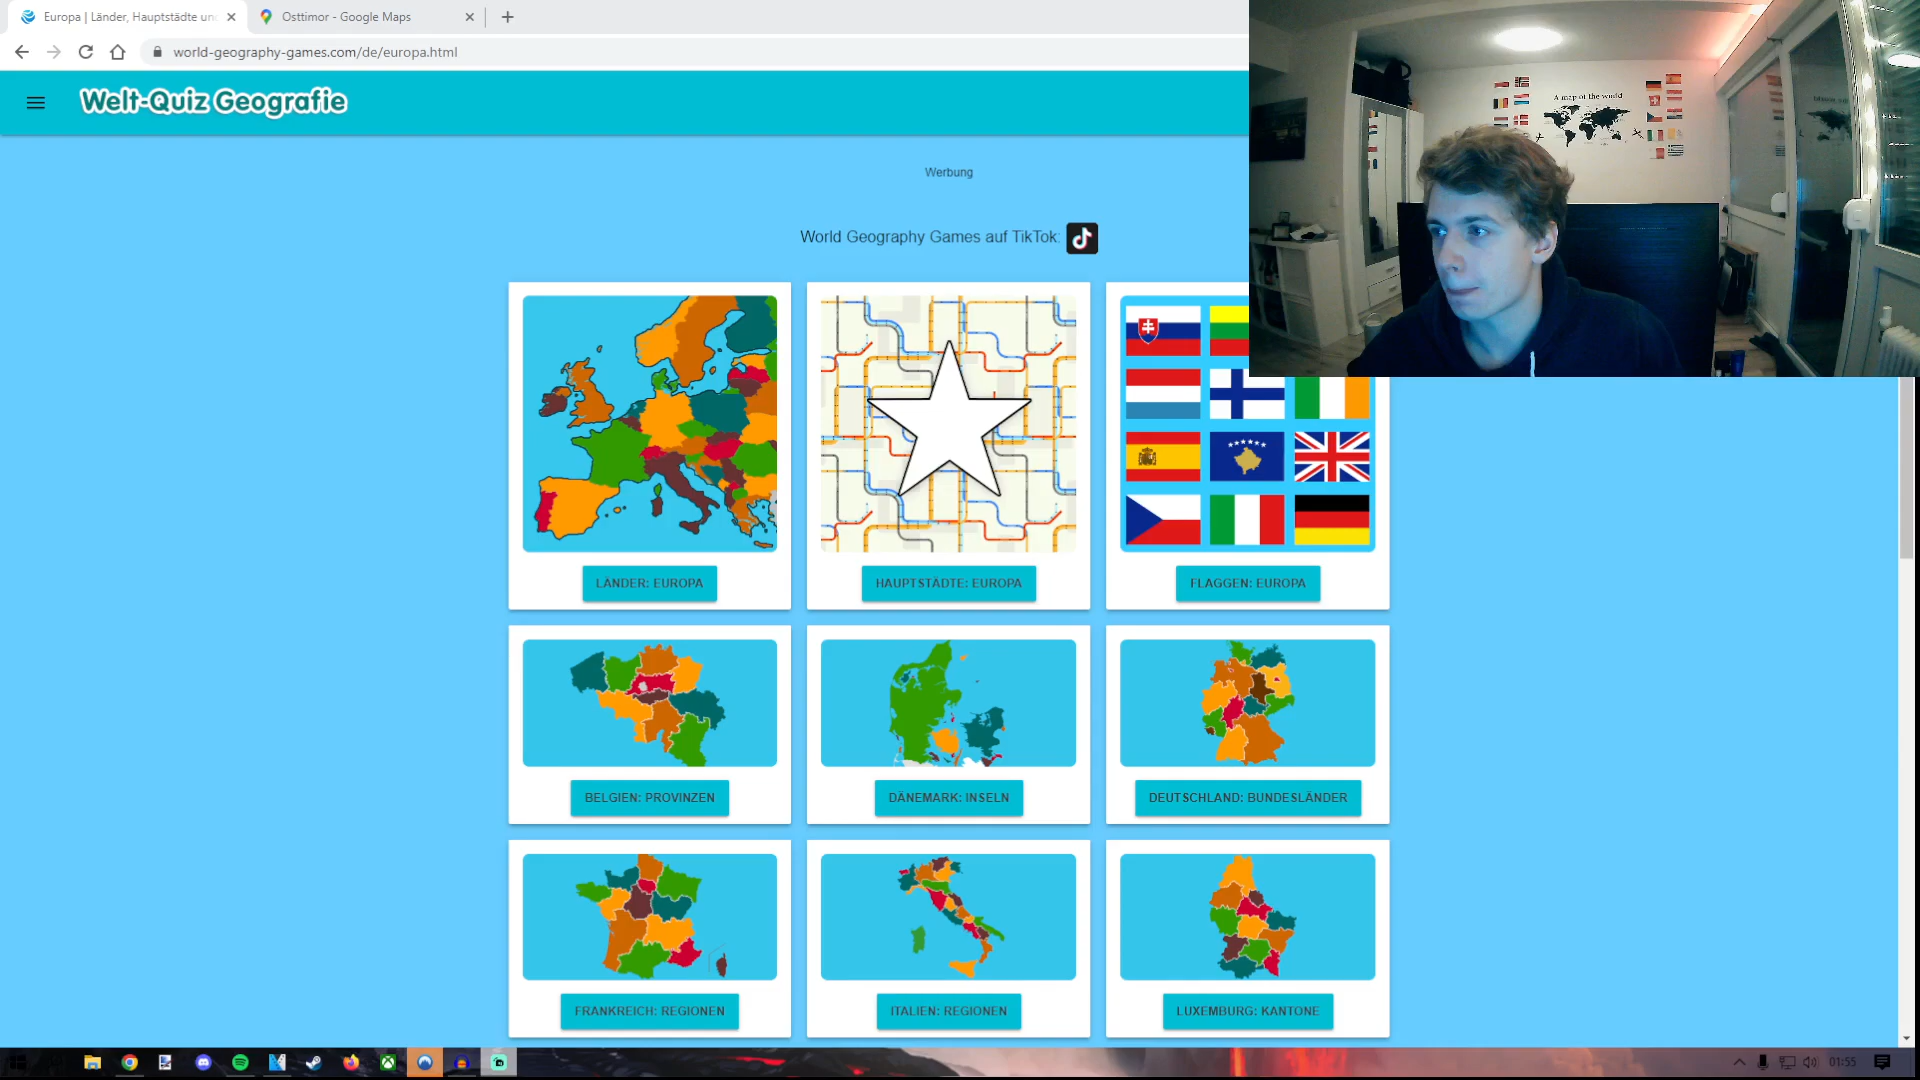 Europa | Länder, Hauptstädte und
Osttimor - Google Maps
world-geography-games.com/de/europa.html
Welt-Quiz Geografie
A map of the world
Werbung
World Geography Games auf TikTok:
LÄNDER: EUROPA
HAUPTSTÄDTE: EUROPA
FLAGGEN: EUROPA
BELGIEN: PROVINZEN
DÄNEMARK: INSELN
DEUTSCHLAND: BUNDESLÄNDER
FRANKREICH: REGIONEN
ITALIEN: REGIONEN
LUXEMBURG: KANTONE
01:55